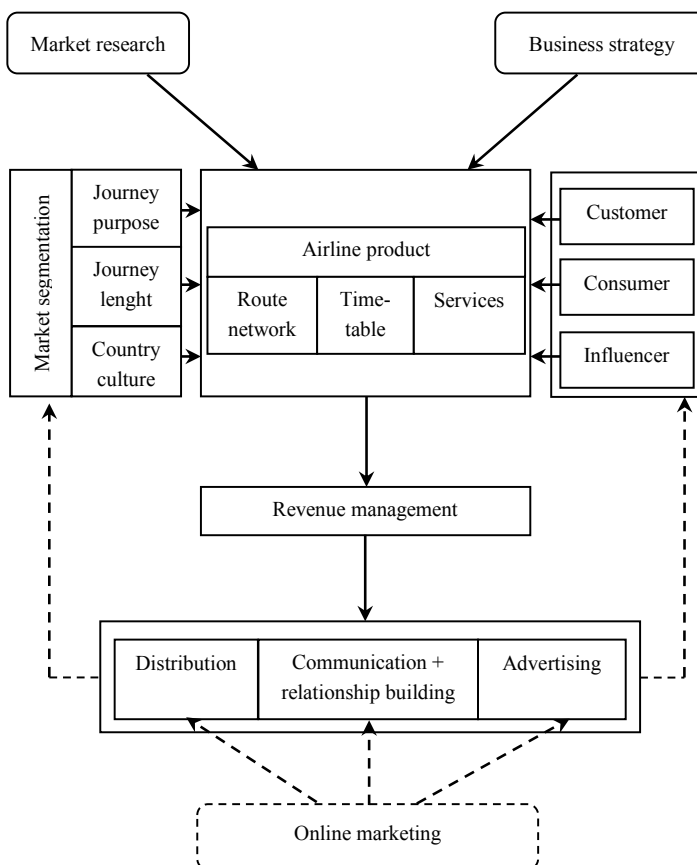 Market research
Business strategy
Market segmentation
Journey
purpose
Journey
lenght
Country
culture
Airline product
Route
network
Time-
table
Services
Customer
Consumer
Influencer
Revenue management
Distribution
Communication +
relationship building
Advertising
Online marketing